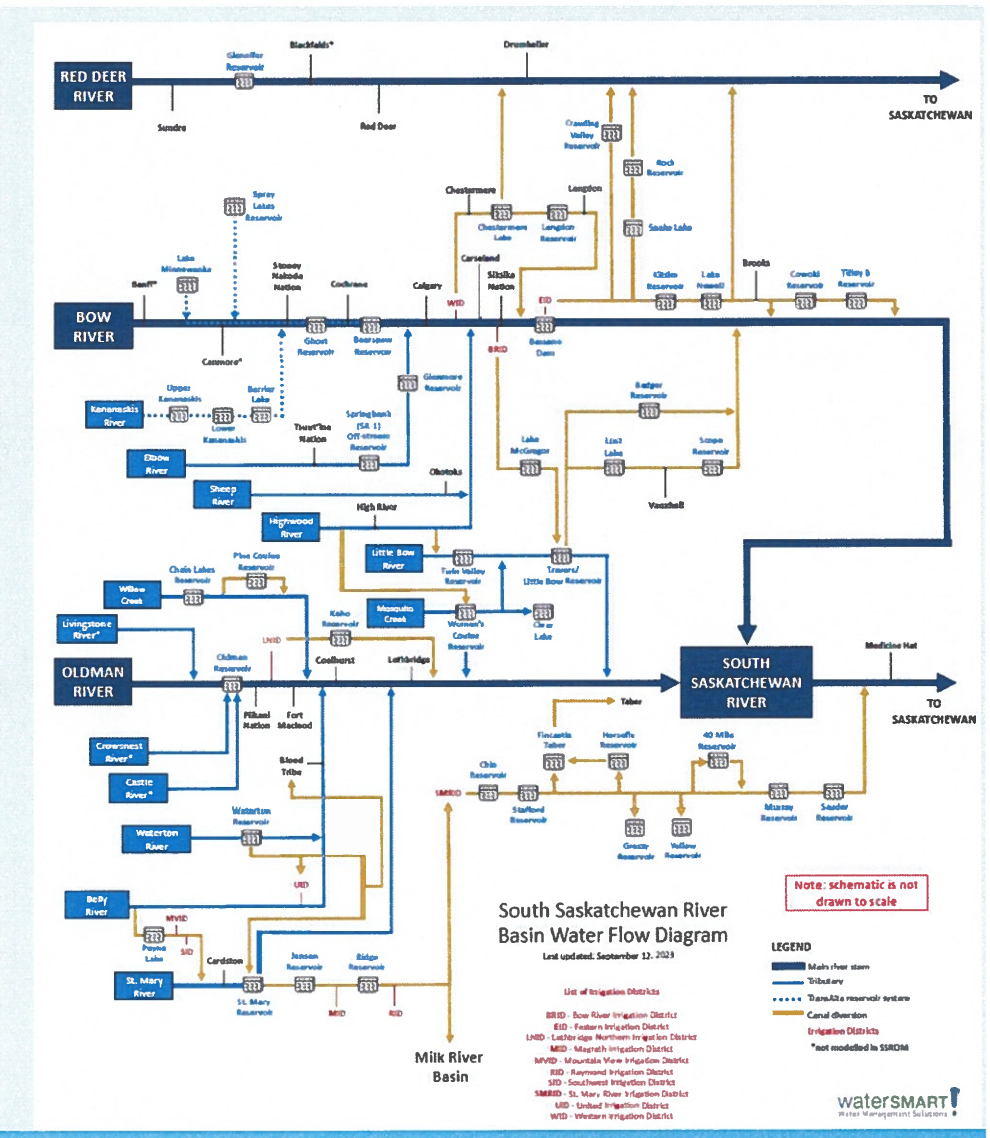 Blackfalds*
Drumheller
Gleniffer
Reservoir
RED DEER
RIVER
TO
SASKATCHEWAN
Sundre
Red Deer
Crawling
Valley
Reservoir
Rock
Reservoir
Snake Lake
Chestermere
Langdon
Chestermere
Lake
Langdon
Reservoir
Spray
Lakes
Reservoir
Lake
Minnewanka
Stoney
Nakoda
Nation
Banff*
Cochrane
Calgary
Carseland
Siksika
Nation
WID
EID
Kitsim
Reservoir
Lake
Newell
Brooks
Cowoki
Reservoir
Tilley B
Reservoir
BOW
RIVER
Canmore*
Ghost
Reservoir
Bearspaw
Reservoir
BRID
Bassano
Dam
Glenmore
Reservoir
Upper
Kananaskis
Barrier
Lake
Kananaskis
River
Lower
Kananaskis
Springbank
(SR 1)
Off-stream
Reservoir
Badger
Reservoir
Tsuut'ina
Nation
Elbow
River
Lake
McGregor
Lost
Lake
Scope
Reservoir
Vauxhall
Okotoks
Sheep
River
High River
Highwood
River
Little Bow
River
Twin Valley
Reservoir
Travers/
Little Bow Reservoir
Chain Lakes
Reservoir
Pine Coulee
Reservoir
Willow
Creek
Mosquito
Creek
Women's
Coulee
Reservoir
Clear
Lake
Livingstone
River*
LNID
Keho
Reservoir
Oldman
Reservoir
Coalhurst
Lethbridge
OLDMAN
RIVER
SOUTH
SASKATCHEWAN
RIVER
Medicine Hat
TO
SASKATCHEWAN
Piikani
Nation
Fort
Macleod
Crowsnest
River*
Castle
River*
Blood
Tribe
Taber
Fincastle
Taber
Horsefly
Reservoir
40 Mile
Reservoir
SMRID
Chin
Reservoir
Stafford
Reservoir
Murray
Reservoir
Sauder
Reservoir
Grassy
Reservoir
Yellow
Reservoir
Waterton
River
Waterton
Reservoir
UID
Belly
River
Payne
Lake
MVID
SID
Cardston
St. Mary
River
St. Mary
Reservoir
Jensen
Reservoir
Ridge
Reservoir
MID
RID
Milk River
Basin
Note: schematic is not
drawn to scale
South Saskatchewan River
Basin Water Flow Diagram
Last updated: September 12, 2023
List of Irrigation Districts
BRID - Bow River Irrigation District
EID - Eastern Irrigation District
LNID - Lethbridge Northern Irrigation District
MID - Magrath Irrigation District
MVID - Mountain View Irrigation District
RID - Raymond Irrigation District
SID - Southwest Irrigation District
SMRID - St. Mary River Irrigation District
UID - United Irrigation District
WID - Western Irrigation District
LEGEND
Main river stem
Tributary
TransAlta reservoir system
Canal diversion
Irrigation Districts
*not modelled in SSROM
waterSMART
Water Management Solutions